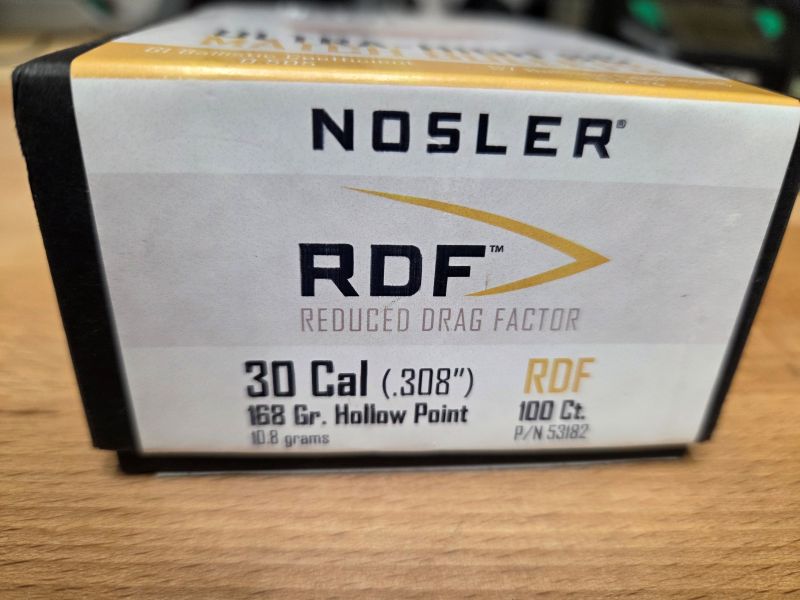 NOSLER®
RDF™
REDUCED DRAG FACTOR
30 Cal (.308") RDF
168 Gr. Hollow Point 100 Ct.
10.8 grams P/N 53182